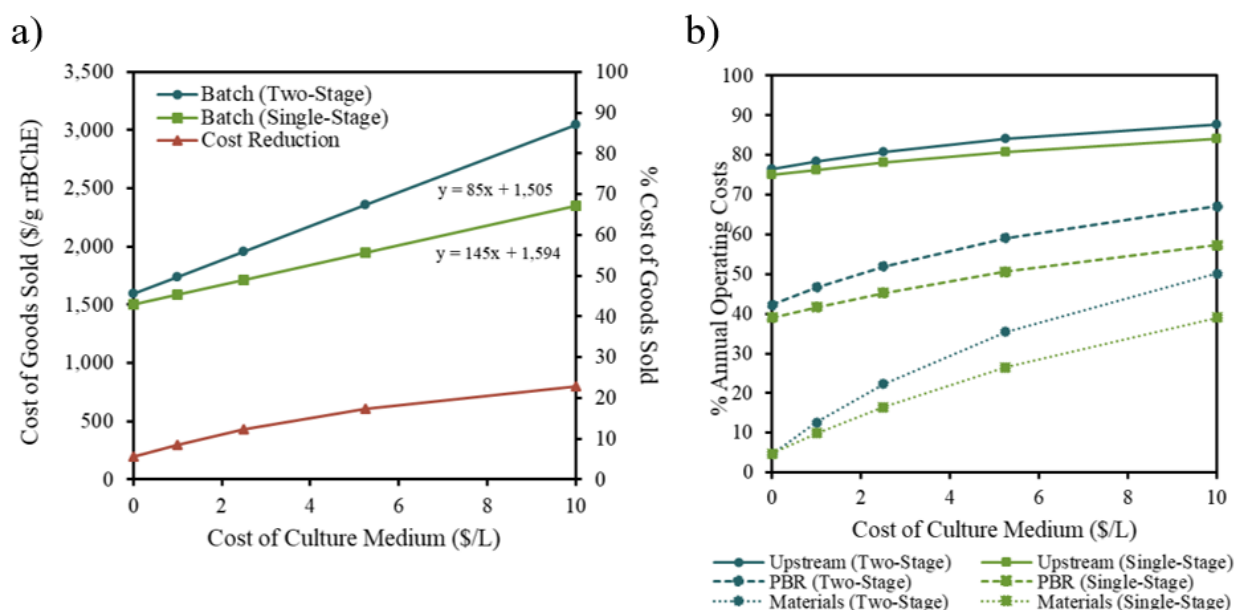 a)
Cost of Goods Sold ($/g rrBChE)
3,500
3,000
2,500
2,000
1,500
1,000
500
0
Batch (Two-Stage)
Batch (Single-Stage)
Cost Reduction
y = 85x + 1,505
y = 145x + 1,594
100
90
80
70
60
50
40
30
20
10
0
% Cost of Goods Sold
0 2 4 6 8 10
Cost of Culture Medium ($/L)
b)
% Annual Operating Costs
100
90
80
70
60
50
40
30
20
10
0
0 2 4 6 8 10
Cost of Culture Medium ($/L)
Upstream (Two-Stage) Upstream (Single-Stage)
PBR (Two-Stage) PBR (Single-Stage)
Materials (Two-Stage) Materials (Single-Stage)